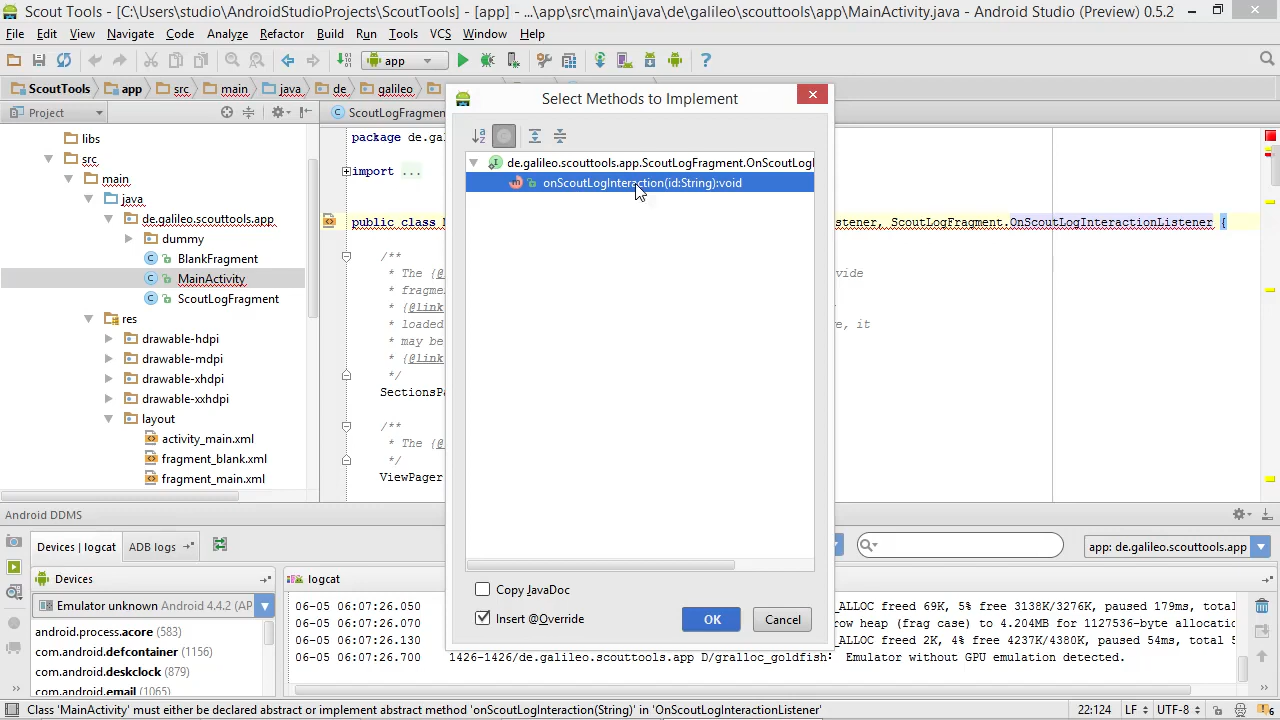 Scout Tools - [C:\Users\studio\AndroidStudioProjects\ScoutTools] - [app] - ...\app\src\main\java\de\galileo\scouttools\app\MainActivity.java - Android Studio (Preview) 0.5.2
File Edit View Navigate Code Analyze Refactor Build Run Tools VCS Window Help
app
ScoutTools app src main java de galileo
Project
ScoutLogFragmen
Select Methods to Implement
libs
src
main
java
de.galileo.scouttools.app
dummy
BlankFragment
MainActivity
ScoutLogFragment
res
drawable-hdpi
drawable-mdpi
drawable-xhdpi
drawable-xxhdpi
layout
activity_main.xml
fragment_blank.xml
fragment_main.xml
package de.gal
import ...
public class
stener, ScoutLogFragment.OnScoutLogInteractionListener {
/**
* The {@
vide
* fragmen
* {@link
* loaded
e, it
* may be
* {@link
*/
SectionsPa
/**
* The {@
*/
ViewPager
de.galileo.scouttools.app.ScoutLogFragment.OnScoutLogI
onScoutLogInteraction(id:String):void
Copy JavaDoc
Insert @Override
OK
Cancel
Android DDMS
Devices | logcat
ADB logs
app: de.galileo.scouttools.app
Devices
logcat
Emulator unknown Android 4.4.2 (AP
android.process.acore (583)
com.android.defcontainer (1156)
com.android.deskclock (879)
com.android.email (1065)
06-05 06:07:26.050
_ALLOC freed 69K, 5% free 3138K/3276K, paused 179ms, total
06-05 06:07:26.070
row heap (frag case) to 4.204MB for 1127536-byte allocatio
06-05 06:07:26.130
_ALLOC freed 2K, 4% free 4237K/4380K, paused 54ms, total 5
06-05 06:07:26.700 1426-1426/de.galileo.scouttools.app D/gralloc_goldfish: Emulator without GPU emulation detected.
Class 'MainActivity' must either be declared abstract or implement abstract method 'onScoutLogInteraction(String)' in 'OnScoutLogInteractionListener'
22:124 LF UTF-8 6